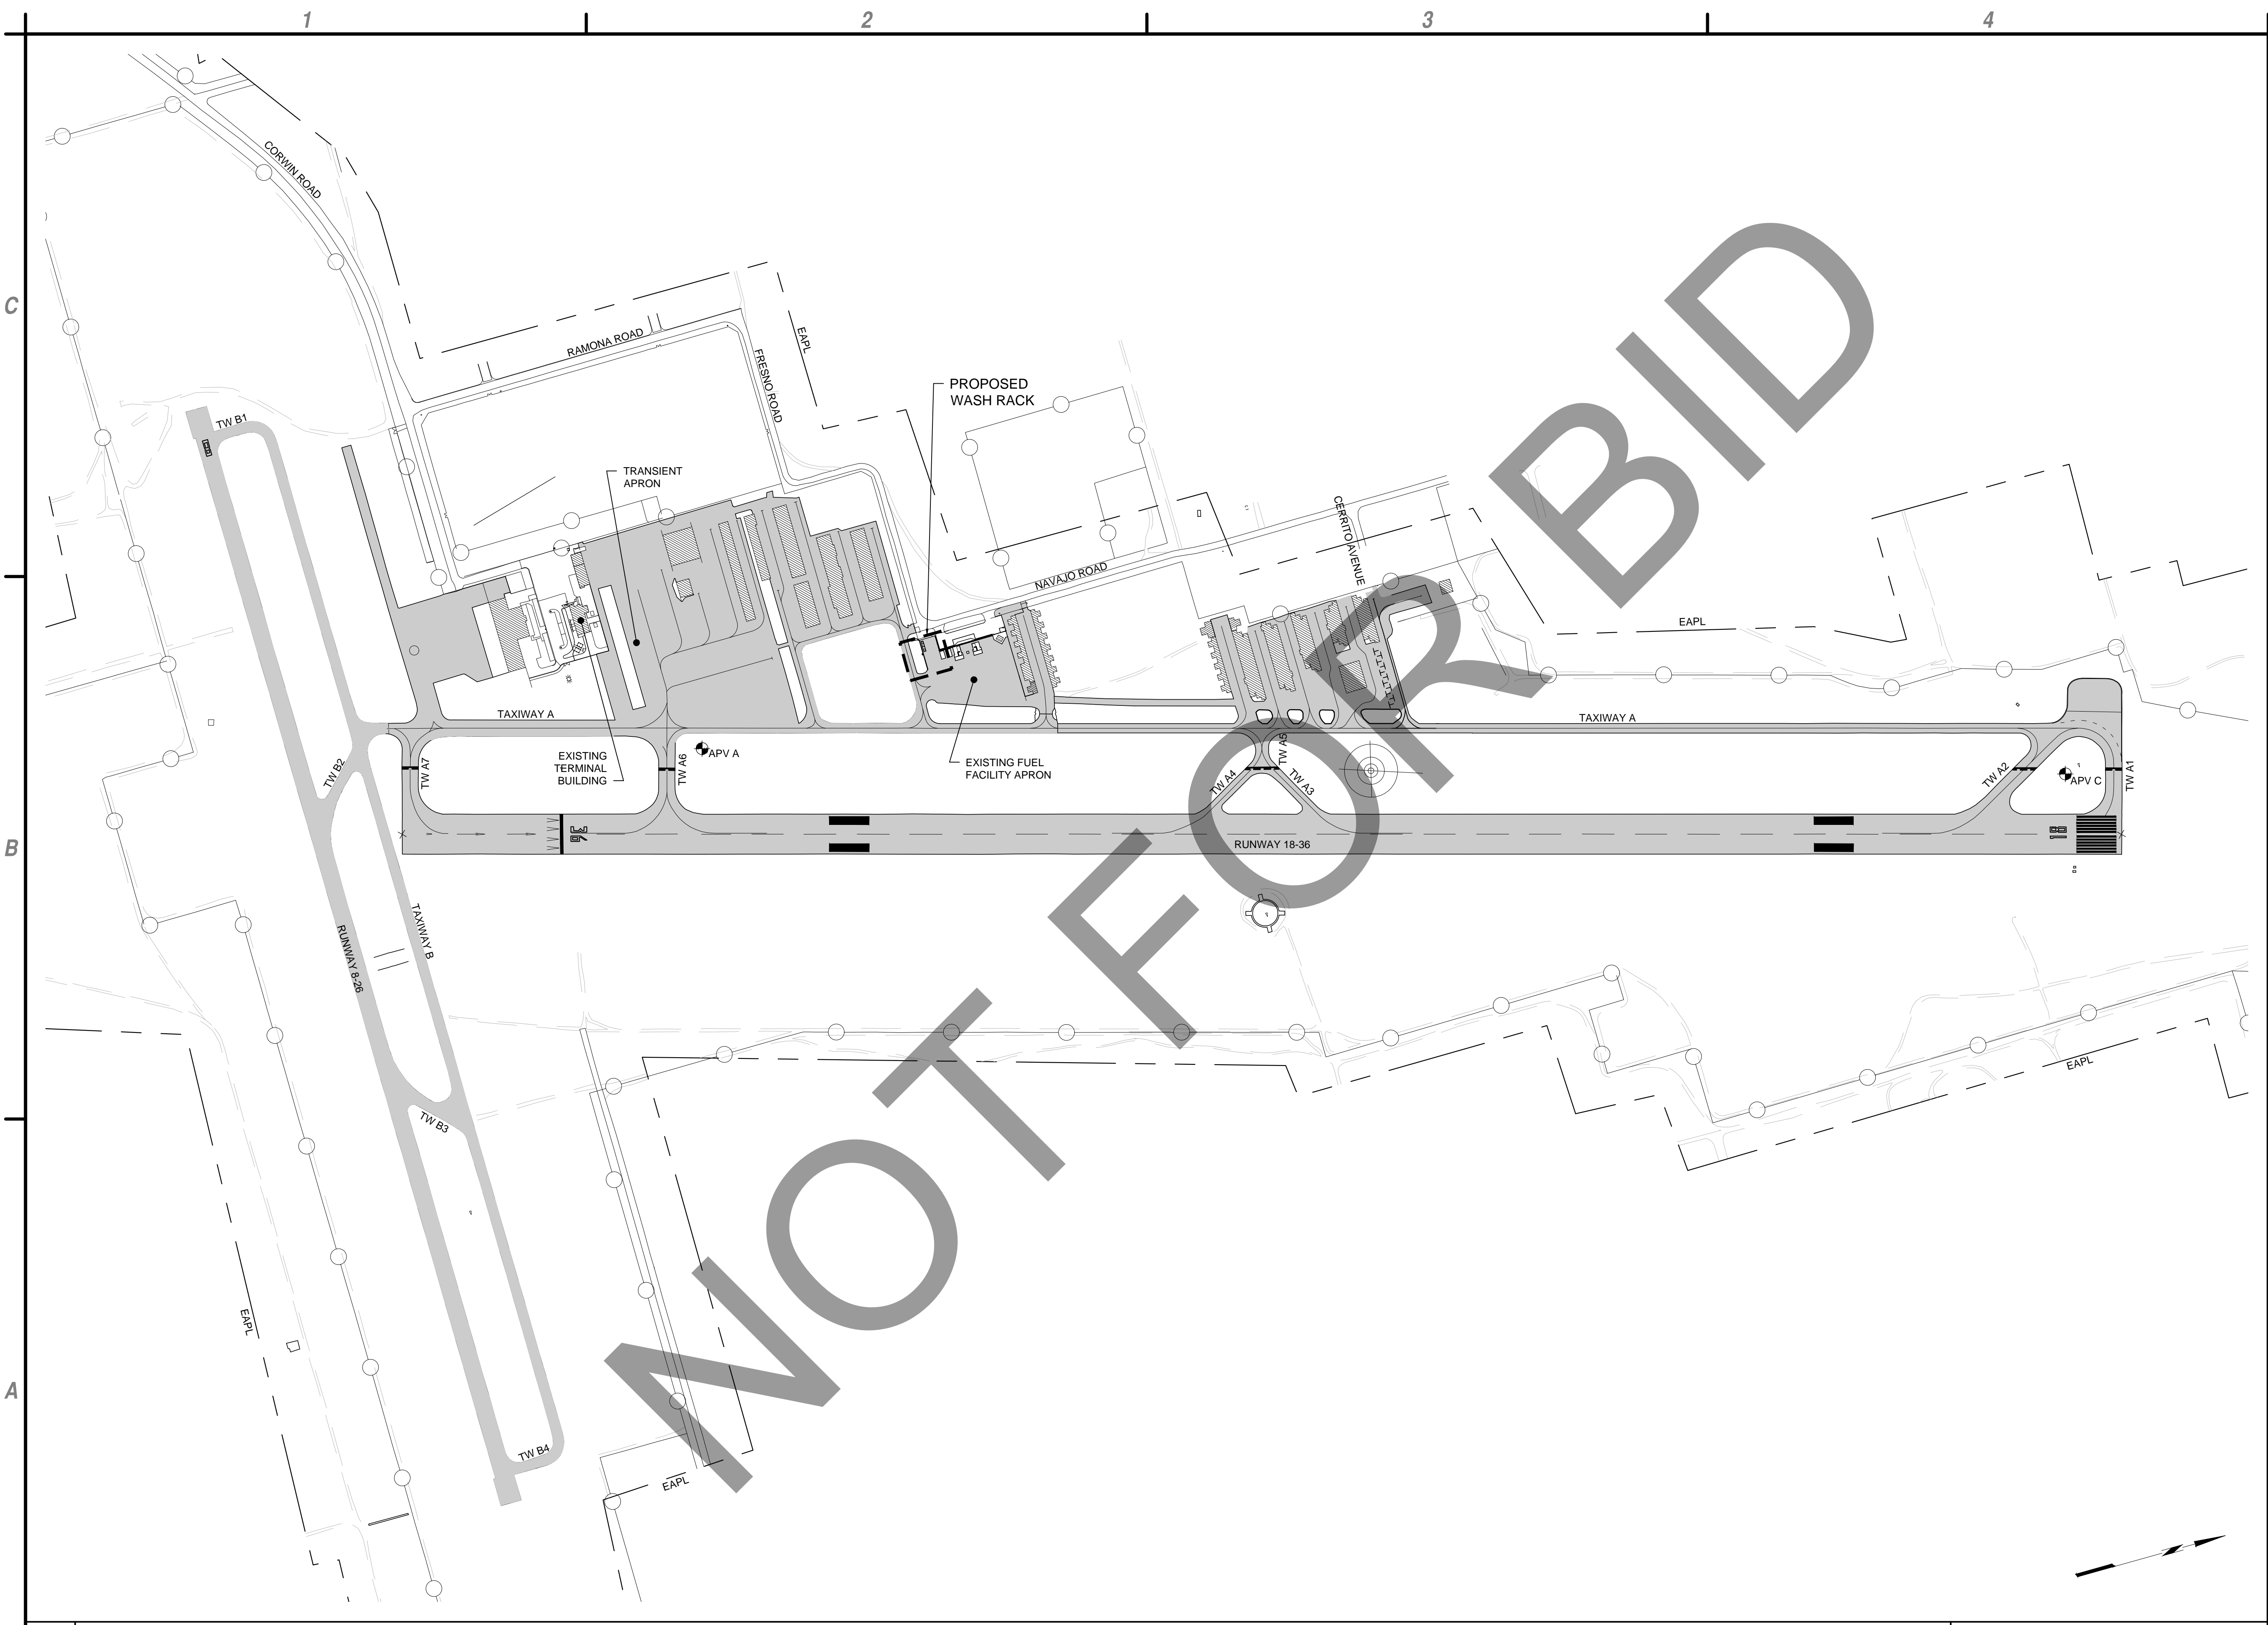 1
2
3
4
C
B
A
CORWIN ROAD
RAMONA ROAD
FRESNO ROAD
EAPL
PROPOSED
WASH RACK
TW B1
TRANSIENT
APRON
CERRITO AVENUE
NAVAJO ROAD
EAPL
TAXIWAY A
TAXIWAY A
EXISTING
TERMINAL
BUILDING
APV A
EXISTING FUEL
FACILITY APRON
TW B2
TW A7
TW A6
TW A5
TW A4
TW A3
TW A2
APV C
TW A1
36
18
RUNWAY 18-36
TAXIWAY B
RUNWAY 8-26
TW B3
EAPL
EAPL
TW B4
EAPL
NOT FOR BID